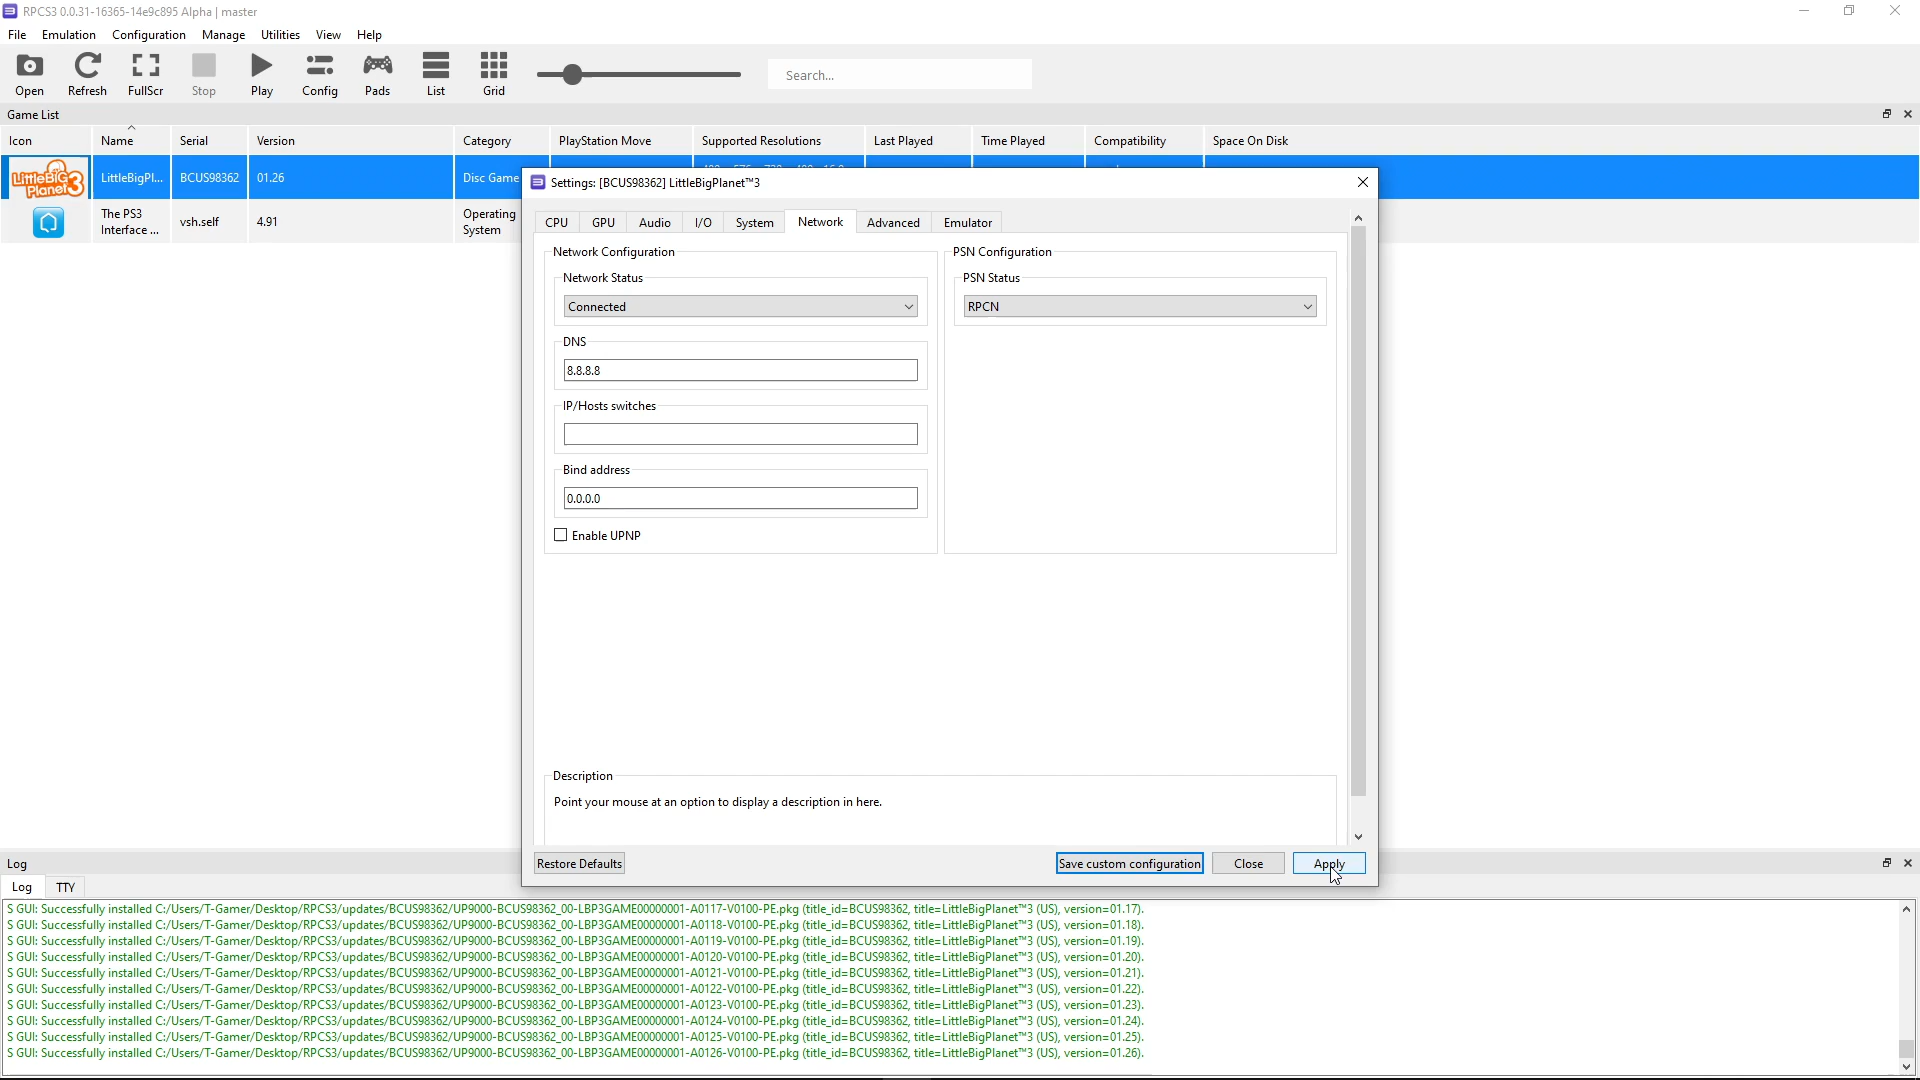 RPCS3 0.0.31-16365-14e9c895 Alpha | master
File Emulation Configuration Manage Utilities View Help
Open Refresh FullScr Stop Play Config Pads List Grid Search...
Game List
Icon Name Serial Version Category PlayStation Move Supported Resolutions Last Played Time Played Compatibility Space On Disk
LittleBigPlanet3 LittleBigPl... BCUS98362 01.26 Disc Game
The PS3 Interface ... vsh.self 4.91 Operating System
Settings: [BCUS98362] LittleBigPlanet™3
CPU GPU Audio I/O System Network Advanced Emulator
Network Configuration
Network Status
Connected
DNS
8.8.8.8
IP/Hosts switches
Bind address
0.0.0.0
Enable UPNP
PSN Configuration
PSN Status
RPCN
Description
Point your mouse at an option to display a description in here.
Restore Defaults Save custom configuration Close Apply
Log
Log TTY
S GUI: Successfully installed C:/Users/T-Gamer/Desktop/RPCS3/updates/BCUS98362/UP9000-BCUS98362_00-LBP3GAME00000001-A0117-V0100-PE.pkg (title_id=BCUS98362, title=LittleBigPlanet™3 (US), version=01.17).
S GUI: Successfully installed C:/Users/T-Gamer/Desktop/RPCS3/updates/BCUS98362/UP9000-BCUS98362_00-LBP3GAME00000001-A0118-V0100-PE.pkg (title_id=BCUS98362, title=LittleBigPlanet™3 (US), version=01.18).
S GUI: Successfully installed C:/Users/T-Gamer/Desktop/RPCS3/updates/BCUS98362/UP9000-BCUS98362_00-LBP3GAME00000001-A0119-V0100-PE.pkg (title_id=BCUS98362, title=LittleBigPlanet™3 (US), version=01.19).
S GUI: Successfully installed C:/Users/T-Gamer/Desktop/RPCS3/updates/BCUS98362/UP9000-BCUS98362_00-LBP3GAME00000001-A0120-V0100-PE.pkg (title_id=BCUS98362, title=LittleBigPlanet™3 (US), version=01.20).
S GUI: Successfully installed C:/Users/T-Gamer/Desktop/RPCS3/updates/BCUS98362/UP9000-BCUS98362_00-LBP3GAME00000001-A0121-V0100-PE.pkg (title_id=BCUS98362, title=LittleBigPlanet™3 (US), version=01.21).
S GUI: Successfully installed C:/Users/T-Gamer/Desktop/RPCS3/updates/BCUS98362/UP9000-BCUS98362_00-LBP3GAME00000001-A0122-V0100-PE.pkg (title_id=BCUS98362, title=LittleBigPlanet™3 (US), version=01.22).
S GUI: Successfully installed C:/Users/T-Gamer/Desktop/RPCS3/updates/BCUS98362/UP9000-BCUS98362_00-LBP3GAME00000001-A0123-V0100-PE.pkg (title_id=BCUS98362, title=LittleBigPlanet™3 (US), version=01.23).
S GUI: Successfully installed C:/Users/T-Gamer/Desktop/RPCS3/updates/BCUS98362/UP9000-BCUS98362_00-LBP3GAME00000001-A0124-V0100-PE.pkg (title_id=BCUS98362, title=LittleBigPlanet™3 (US), version=01.24).
S GUI: Successfully installed C:/Users/T-Gamer/Desktop/RPCS3/updates/BCUS98362/UP9000-BCUS98362_00-LBP3GAME00000001-A0125-V0100-PE.pkg (title_id=BCUS98362, title=LittleBigPlanet™3 (US), version=01.25).
S GUI: Successfully installed C:/Users/T-Gamer/Desktop/RPCS3/updates/BCUS98362/UP9000-BCUS98362_00-LBP3GAME00000001-A0126-V0100-PE.pkg (title_id=BCUS98362, title=LittleBigPlanet™3 (US), version=01.26).